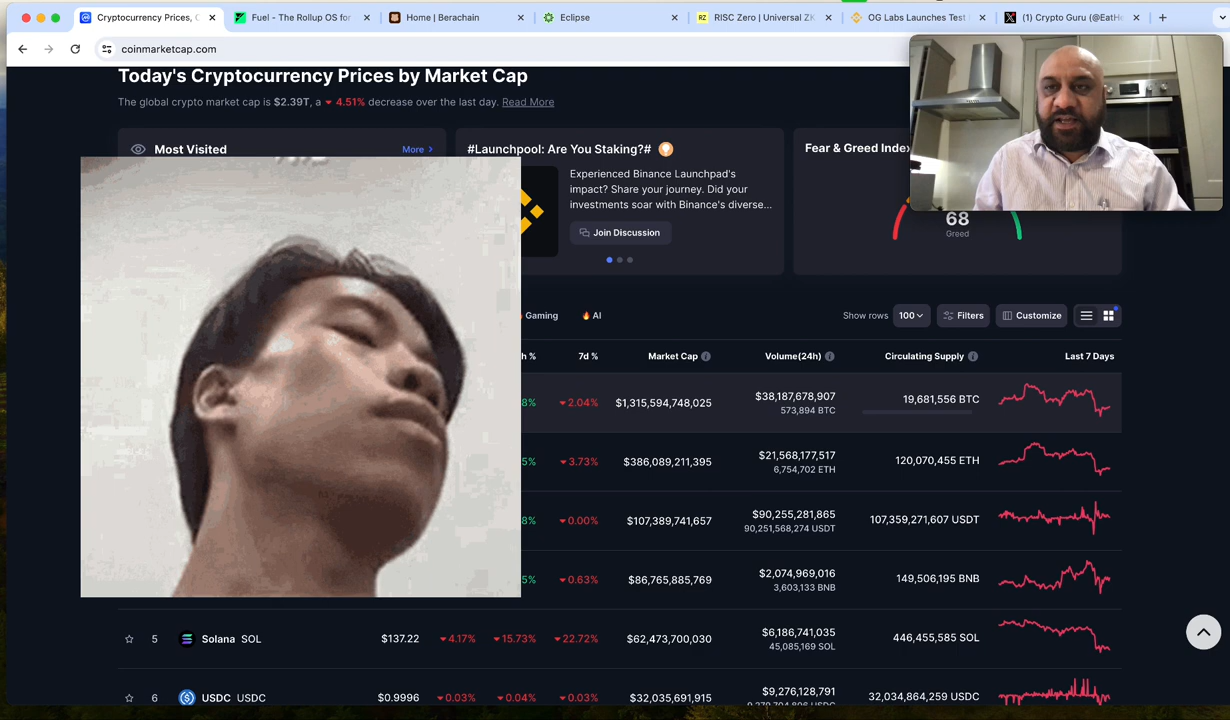 Cryptocurrency Prices, C
Fuel - The Rollup OS for
Home | Berachain
Eclipse
RISC Zero | Universal ZK
OG Labs Launches Test
(1) Crypto Guru (@EatHe
coinmarketcap.com
Today's Cryptocurrency Prices by Market Cap
The global crypto market cap is $2.39T, a 4.51% decrease over the last day. Read More
Most Visited
More >
#Launchpool: Are You Staking?#
Experienced Binance Launchpad's
impact? Share your journey. Did your
investments soar with Binance's diverse...
Join Discussion
Fear & Greed Index
68
Greed
Gaming
AI
Show rows
100
Filters
Customize
h %
7d %
Market Cap
Volume(24h)
Circulating Supply
Last 7 Days
8% 2.04% $1,315,594,748,025 $38,187,678,907 19,681,556 BTC
573,894 BTC
5% 3.73% $386,089,211,395 $21,568,177,517 120,070,455 ETH
6,754,702 ETH
8% 0.00% $107,389,741,657 $90,255,281,865 107,359,271,607 USDT
90,251,568,274 USDT
5% 0.63% $86,765,885,769 $2,074,969,016 149,506,195 BNB
3,603,133 BNB
5 Solana SOL $137.22 4.17% 15.73% 22.72% $62,473,700,030 $6,186,741,035 446,455,585 SOL
45,085,169 SOL
6 USDC USDC $0.9996 0.03% 0.04% 0.03% $32,035,691,915 $9,276,128,791 32,034,864,259 USDC